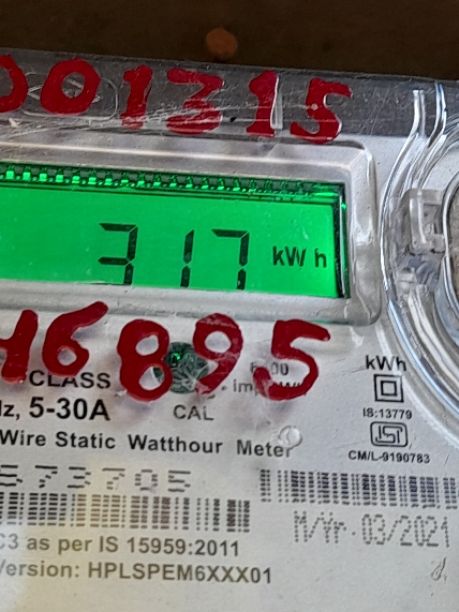 001315
317 kWh
46895
CLASS
kWh
Hz, 5-30A
CAL
IS:13779
Wire Static Watthour Meter
CM/L-9190783
573705
M/Yr. 03/2021
C3 as per IS 15959:2011
Version: HPLSPEM6XXX01